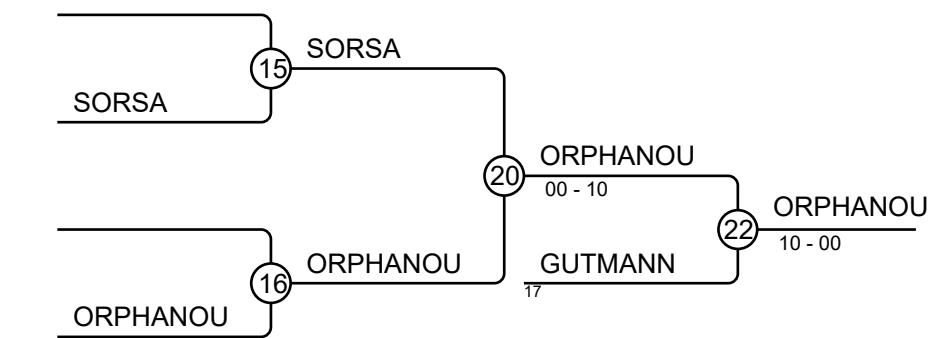 15
SORSA
SORSA
20
ORPHANOU
00 - 10
22
ORPHANOU
10 - 00
16
ORPHANOU
GUTMANN
17
ORPHANOU